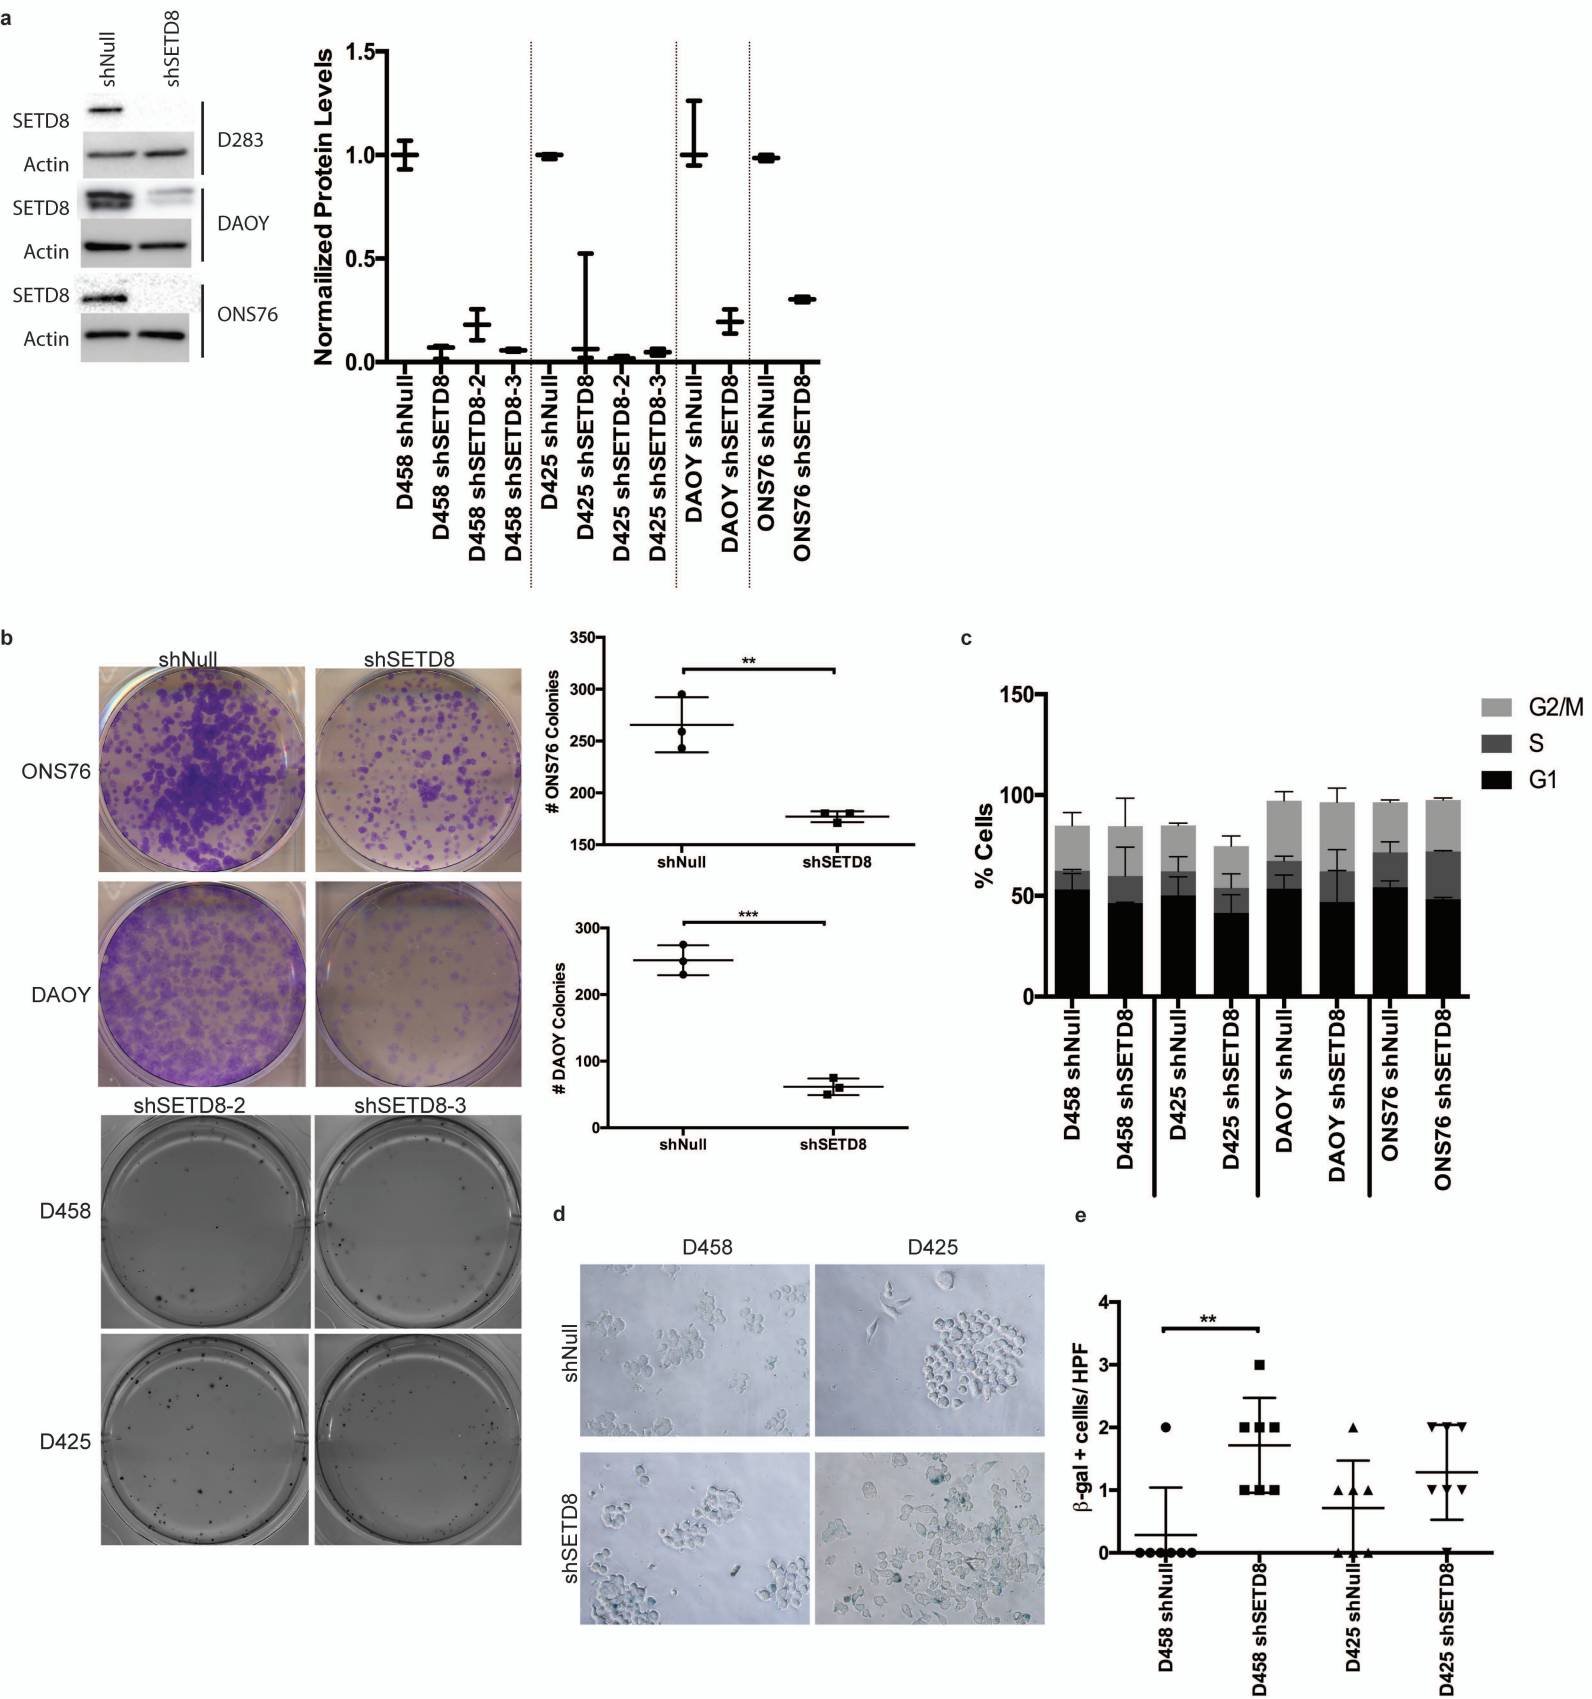 a
shNull
shSETD8
SETD8
Actin
D283
SETD8
Actin
DAOY
SETD8
Actin
ONS76
Normailized Protein Levels
1.5
1.0
0.5
0.0
D458 shNull
D458 shSETD8
D458 shSETD8-2
D458 shSETD8-3
D425 shNull
D425 shSETD8
D425 shSETD8-2
D425 shSETD8-3
DAOY shNull
DAOY shSETD8
ONS76 shNull
ONS76 shSETD8
b
shNull
shSETD8
ONS76
DAOY
shSETD8-2
shSETD8-3
D458
D425
# ONS76 Colonies
350
300
250
200
150
**
shNull
shSETD8
# DAOY Colonies
300
200
100
0
***
shNull
shSETD8
c
% Cells
150
100
50
0
G2/M
S
G1
D458 shNull
D458 shSETD8
D425 shNull
D425 shSETD8
DAOY shNull
DAOY shSETD8
ONS76 shNull
ONS76 shSETD8
d
D458
D425
shNull
shSETD8
e
β-gal + cellls/ HPF
4
3
2
1
0
**
D458 shNull
D458 shSETD8
D425 shNull
D425 shSETD8